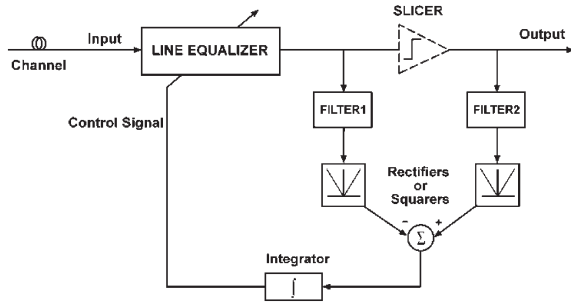 SLICER
Input
Output
LINE EQUALIZER
Channel
FILTER1
FILTER2
Control Signal
Rectifiers
or
Squarers
- +
Σ
Integrator
∫